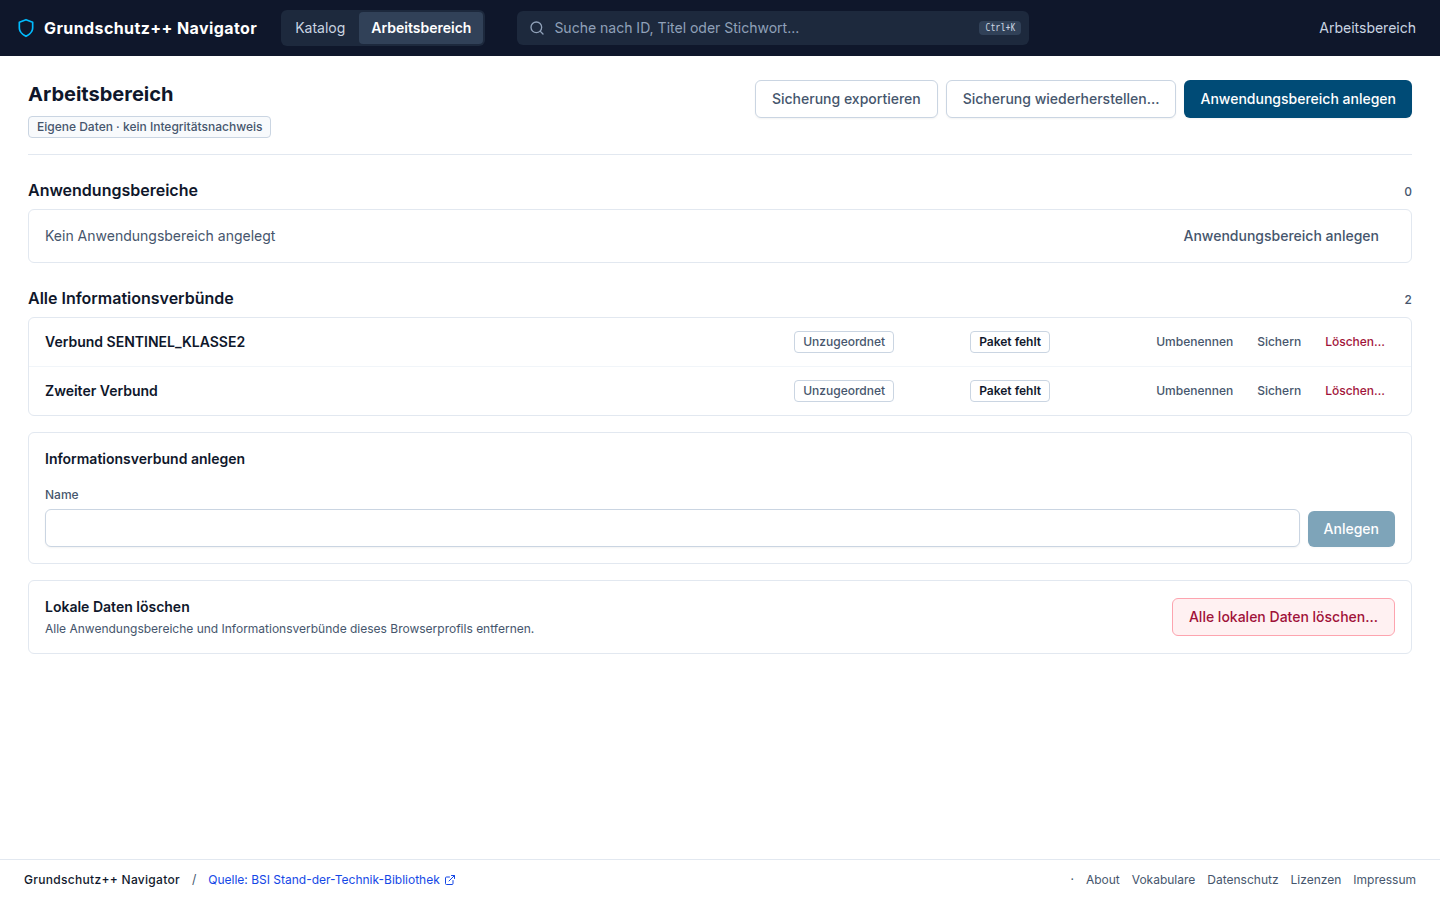 Grundschutz++ Navigator Katalog Arbeitsbereich Suche nach ID, Titel oder Stichwort... Ctrl+K Arbeitsbereich
Arbeitsbereich
Sicherung exportieren Sicherung wiederherstellen... Anwendungsbereich anlegen
Eigene Daten · kein Integritätsnachweis
Anwendungsbereiche 0
Kein Anwendungsbereich angelegt Anwendungsbereich anlegen
Alle Informationsverbünde 2
Verbund SENTINEL_KLASSE2 Unzugeordnet Paket fehlt Umbenennen Sichern Löschen...
Zweiter Verbund Unzugeordnet Paket fehlt Umbenennen Sichern Löschen...
Informationsverbund anlegen
Name
Anlegen
Lokale Daten löschen
Alle Anwendungsbereiche und Informationsverbünde dieses Browserprofils entfernen.
Alle lokalen Daten löschen...
Grundschutz++ Navigator / Quelle: BSI Stand-der-Technik-Bibliothek · About Vokabulare Datenschutz Lizenzen Impressum